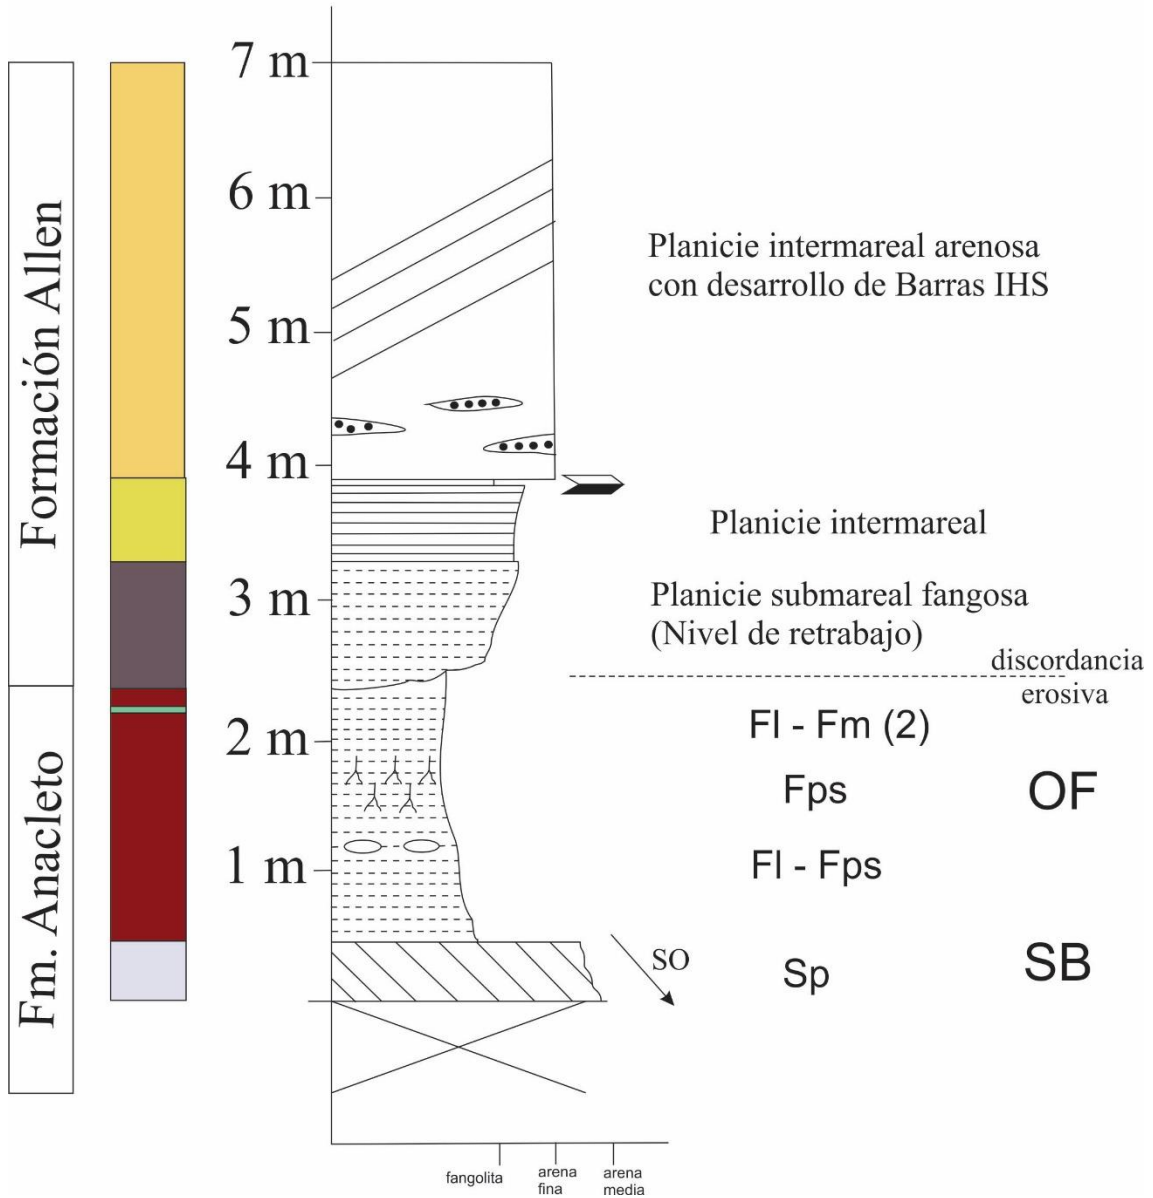 Formación Allen
Fm. Anacleto
7 m
6 m
5 m
4 m
3 m
2 m
1 m
Planicie intermareal arenosa
con desarrollo de Barras IHS
Planicie intermareal
Planicie submareal fangosa
(Nivel de retrabajo)
discordancia
erosiva
Fl - Fm (2)
Fps
OF
Fl - Fps
SO
Sp
SB
fangolita
arena
fina
arena
media